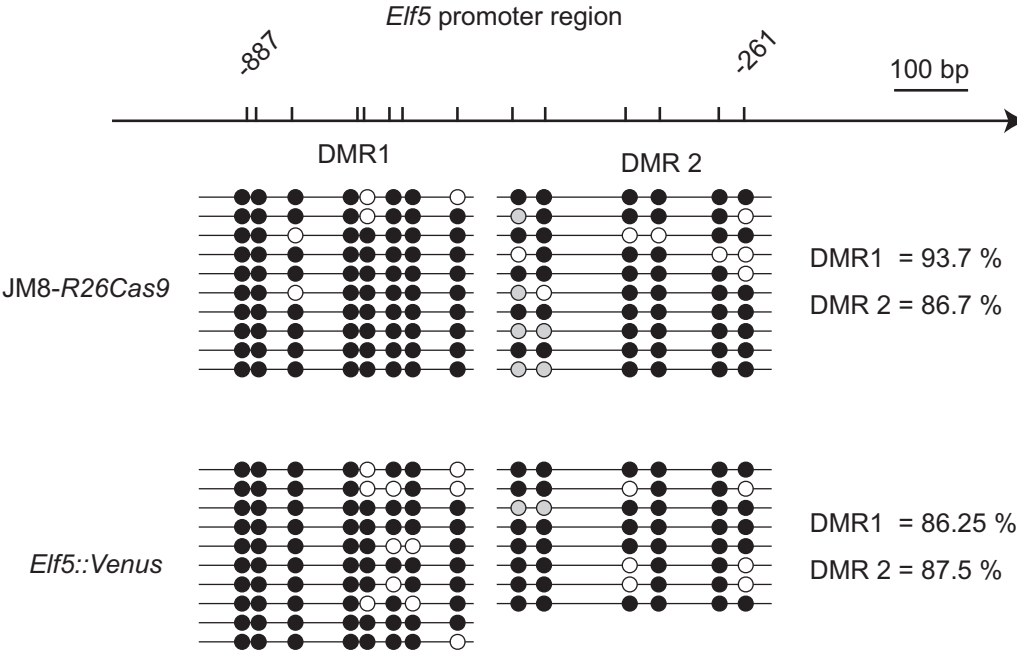 Elf5 promoter region
-887
-261
100 bp
DMR1
DMR 2
JM8-R26Cas9
DMR1 = 93.7 %
DMR 2 = 86.7 %
Elf5::Venus
DMR1 = 86.25 %
DMR 2 = 87.5 %